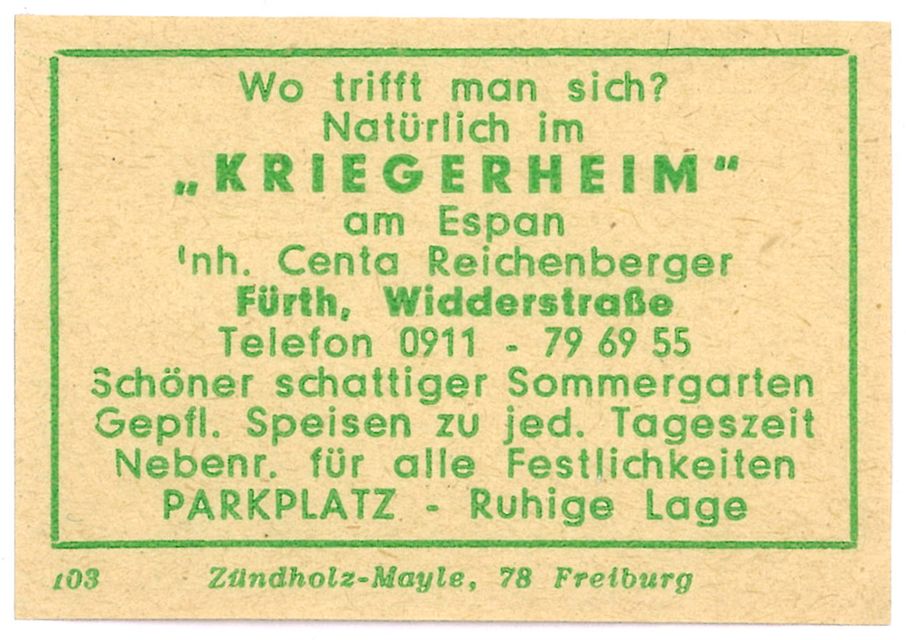 Wo trifft man sich?
Natürlich im
„KRIEGERHEIM“
am Espan
Inh. Centa Reichenberger
Fürth, Widderstraße
Telefon 0911 - 79 69 55
Schöner schattiger Sommergarten
Gepfl. Speisen zu jed. Tageszeit
Nebenr. für alle Festlichkeiten
PARKPLATZ - Ruhige Lage
103 Zündholz-Mayle, 78 Freiburg